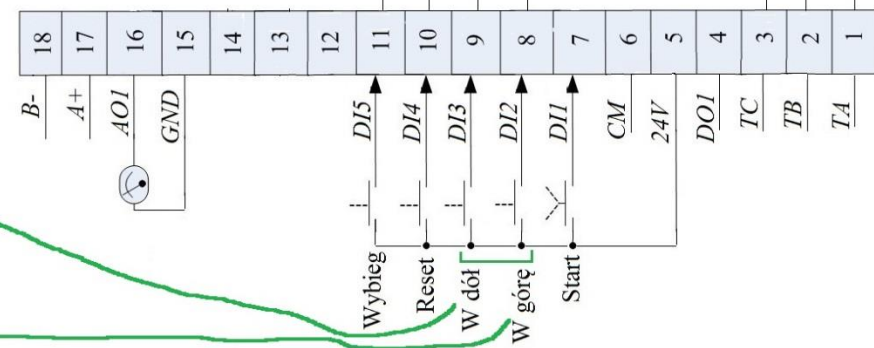 18 17 16 15 14 13 12 11 10 9 8 7 6 5 4 3 2 1
B- A+ AO1 GND DI5 DI4 DI3 DI2 DI1 CM 24V DO1 TC TB TA
Wybieg
Reset
W dół
W górę
Start